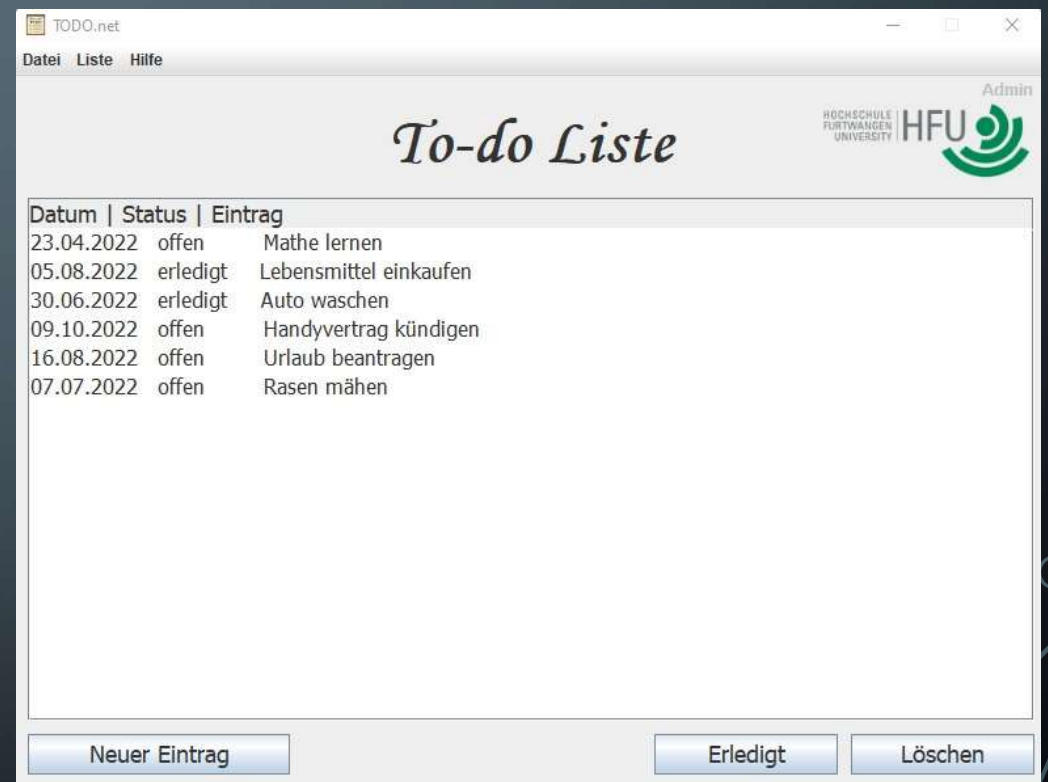 TODO.net
Datei Liste Hilfe
Admin
To-do Liste
HOCHSCHULE
FURTWANGEN
UNIVERSITY
HFU
Datum | Status | Eintrag
23.04.2022 offen Mathe lernen
05.08.2022 erledigt Lebensmittel einkaufen
30.06.2022 erledigt Auto waschen
09.10.2022 offen Handyvertrag kündigen
16.08.2022 offen Urlaub beantragen
07.07.2022 offen Rasen mähen
Neuer Eintrag Erledigt Löschen